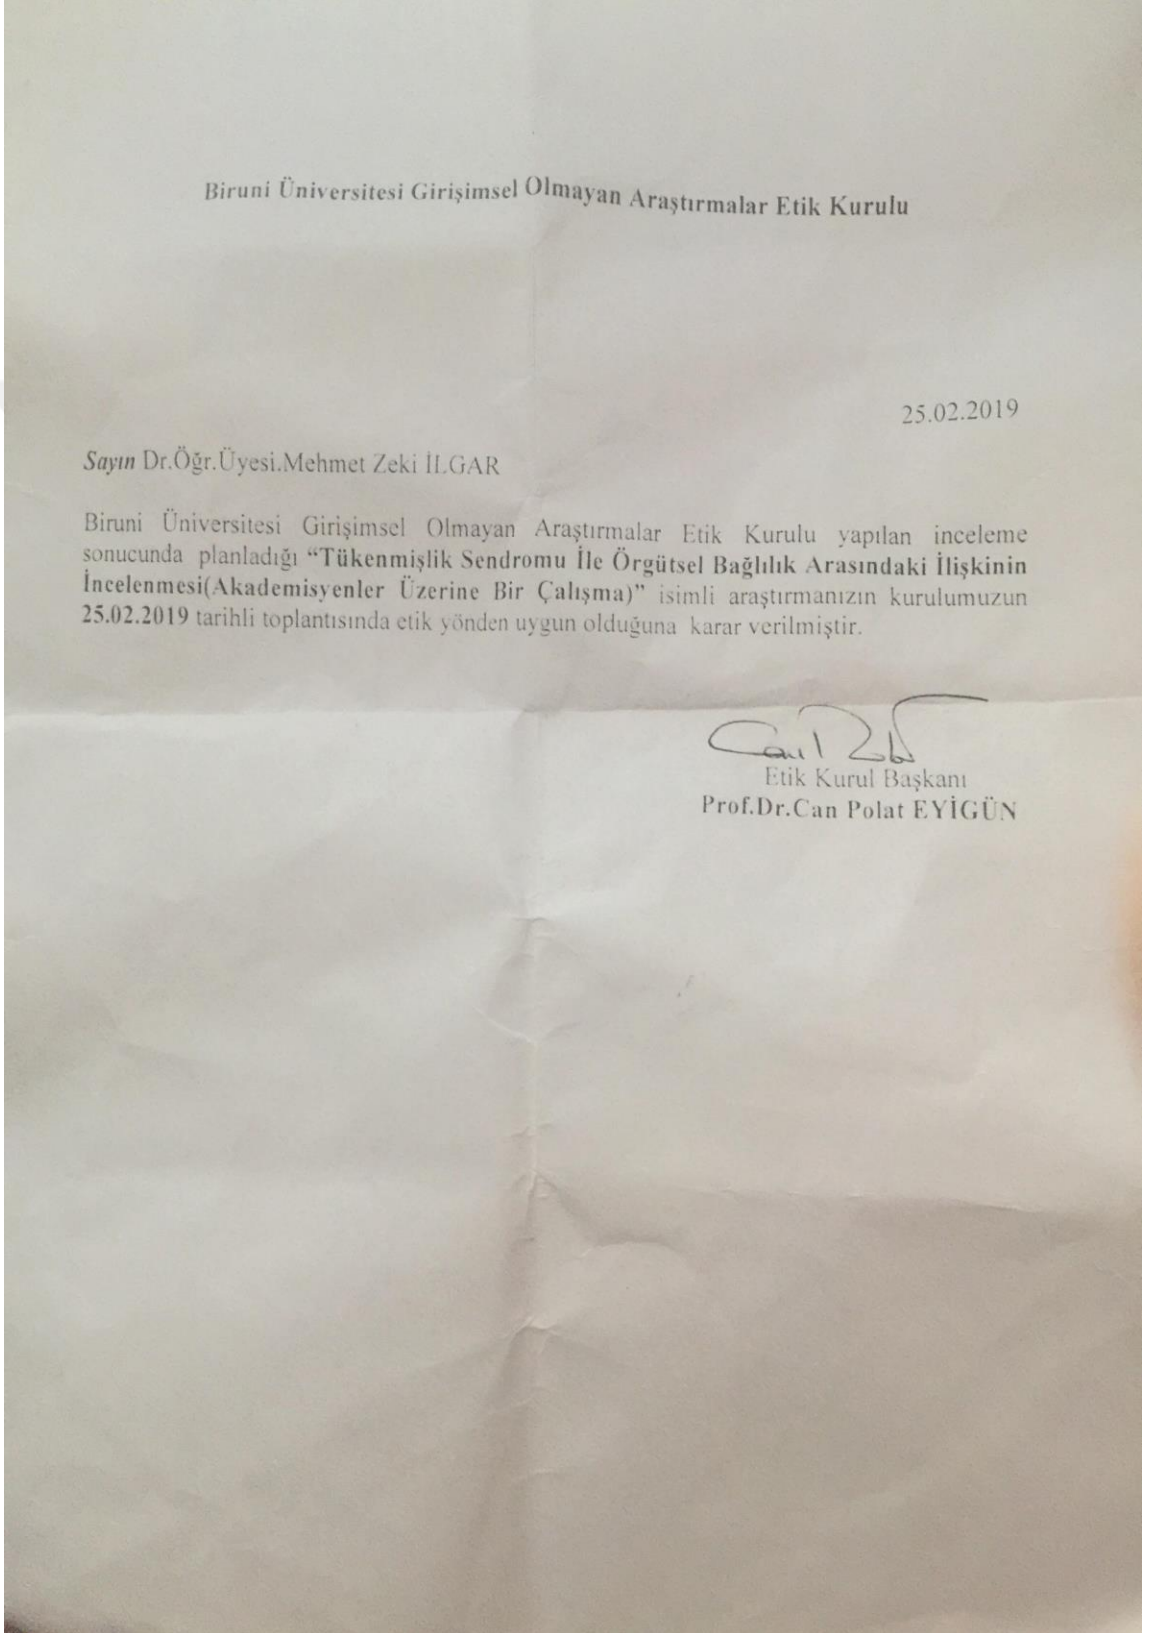 Biruni Üniversitesi Girişimsel Olmayan Araştırmalar Etik Kurulu
25.02.2019
Sayın Dr.Öğr.Üyesi.Mehmet Zeki İLGAR
Biruni Üniversitesi Girişimsel Olmayan Araştırmalar Etik Kurulu yapılan inceleme
sonucunda planladığı “Tükenmişlik Sendromu İle Örgütsel Bağlılık Arasındaki İlişkinin
İncelenmesi(Akademisyenler Üzerine Bir Çalışma)” isimli araştırmanızın kurulumuzun
25.02.2019 tarihli toplantısında etik yönden uygun olduğuna karar verilmiştir.
Etik Kurul Başkanı
Prof.Dr.Can Polat EYİGÜN